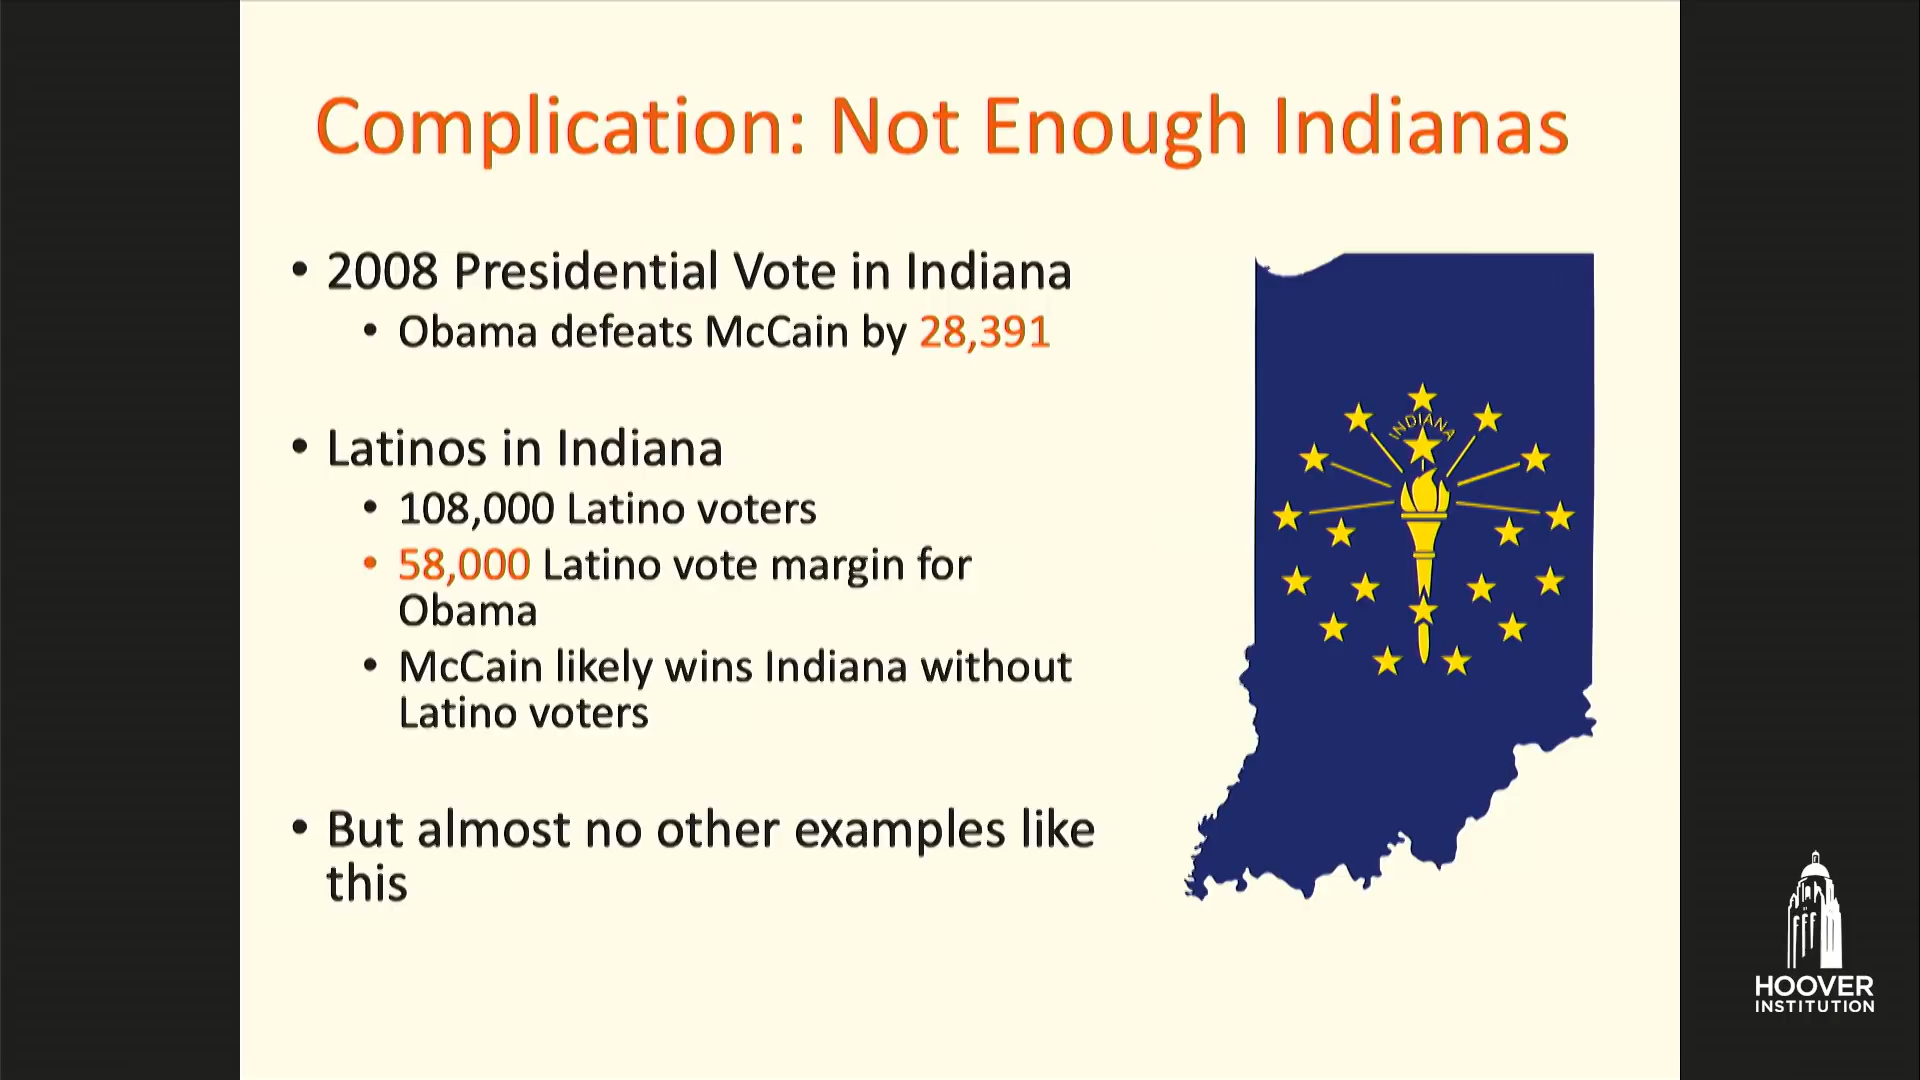 Complication: Not Enough Indianas
• 2008 Presidential Vote in Indiana
• Obama defeats McCain by 28,391
• Latinos in Indiana
• 108,000 Latino voters
• 58,000 Latino vote margin for
Obama
• McCain likely wins Indiana without
Latino voters
• But almost no other examples like
this
INDIANA
HOOVER
INSTITUTION